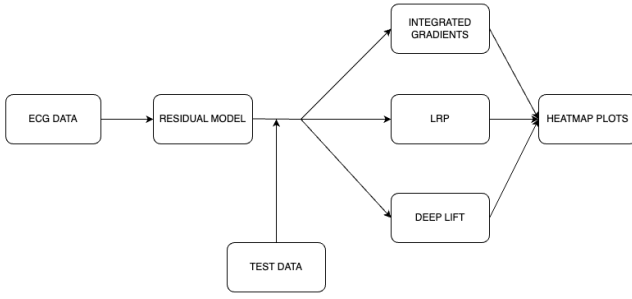 INTEGRATED
GRADIENTS
ECG DATA
RESIDUAL MODEL
LRP
HEATMAP PLOTS
DEEP LIFT
TEST DATA